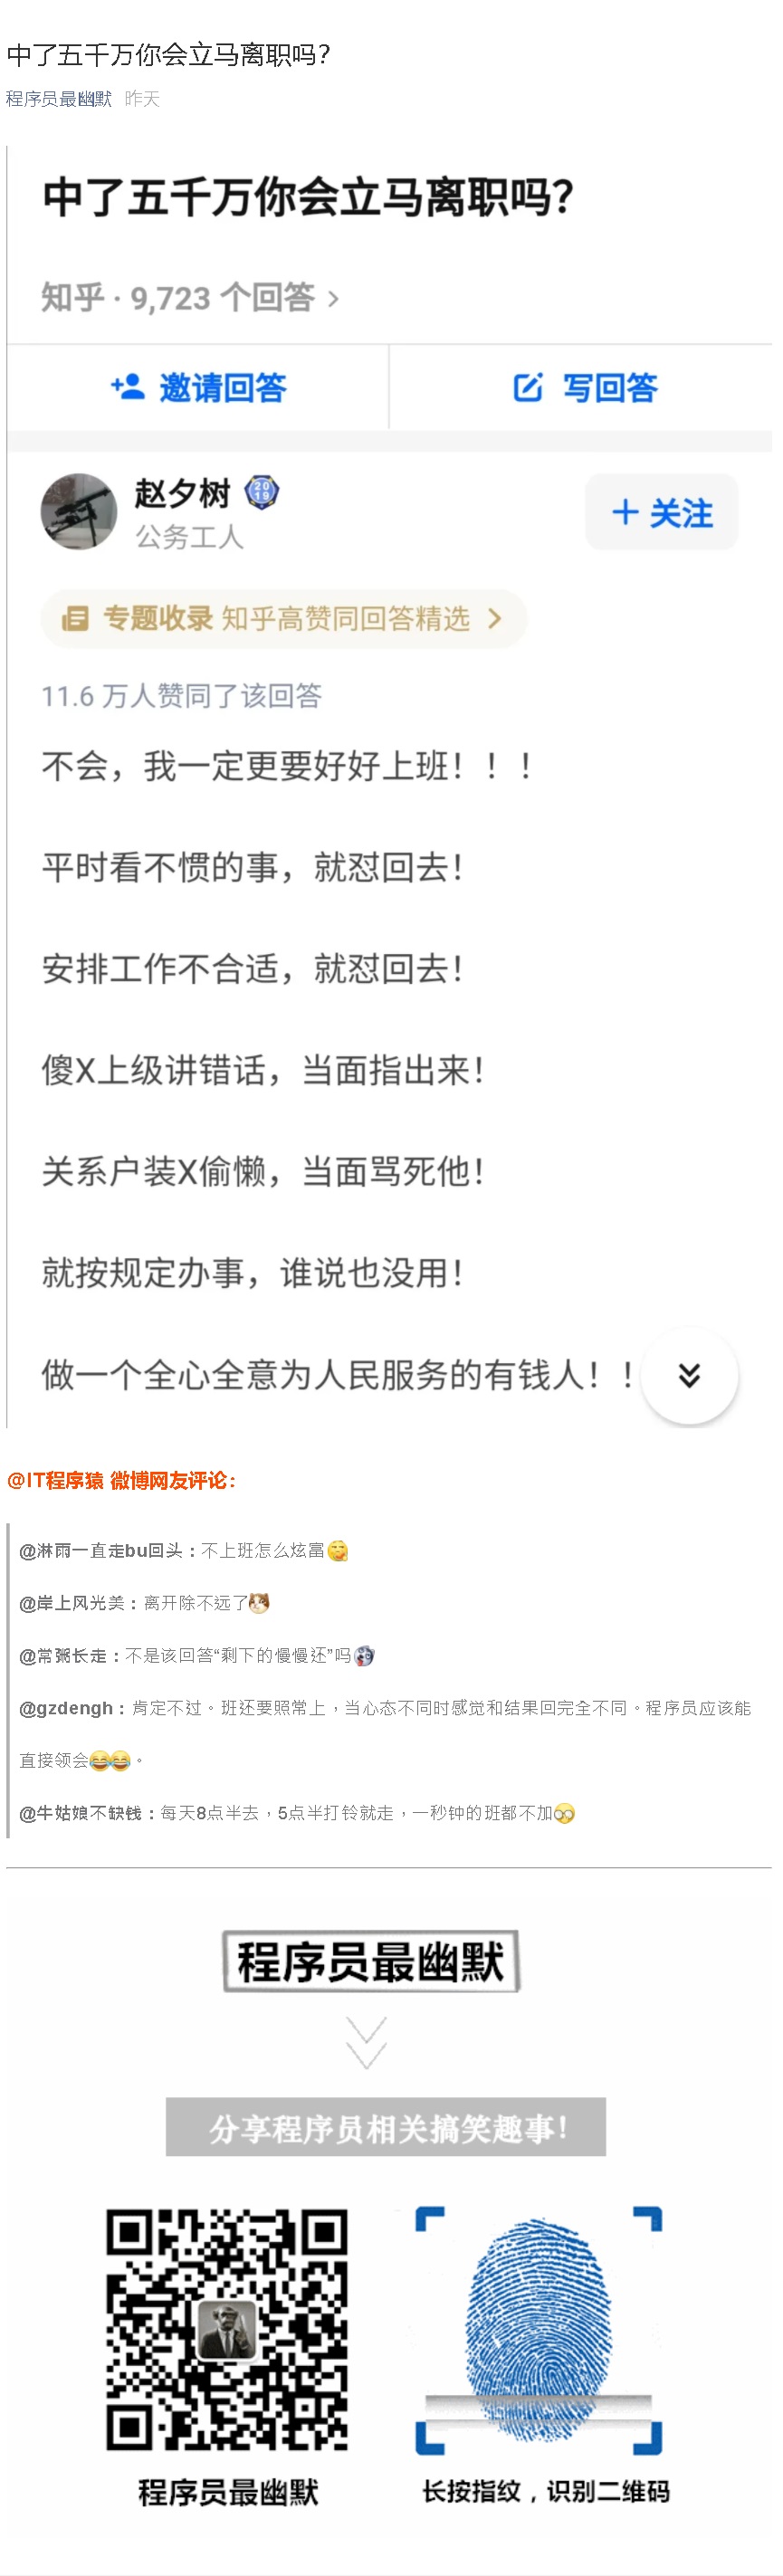 中了五千万你会立马离职吗?
程序员最幽默 昨天
中了五千万你会立马离职吗?
知乎 · 9,723 个回答 >
邀请回答 写回答
赵夕树 2019
公务工人
+ 关注
专题收录 知乎高赞同回答精选 >
11.6 万人赞同了该回答
不会，我一定更要好好上班！！！
平时看不惯的事，就怼回去！
安排工作不合适，就怼回去！
傻X上级讲错话，当面指出来！
关系户装X偷懒，当面骂死他！
就按规定办事，谁说也没用！
做一个全心全意为人民服务的有钱人！！
@IT程序猿 微博网友评论：
@淋雨一直走bu回头：不上班怎么炫富🤔
@岸上风光美：离开除不远了🐱
@常粥长走：不是该回答“剩下的慢慢还”吗🐶
@gzdengh：肯定不过。班还要照常上，当心态不同时感觉和结果回完全不同。程序员应该能
直接领会😂😂。
@牛姑娘不缺钱：每天8点半去，5点半打铃就走，一秒钟的班都不加🙄
程序员最幽默
分享程序员相关搞笑趣事！
程序员最幽默
长按指纹，识别二维码